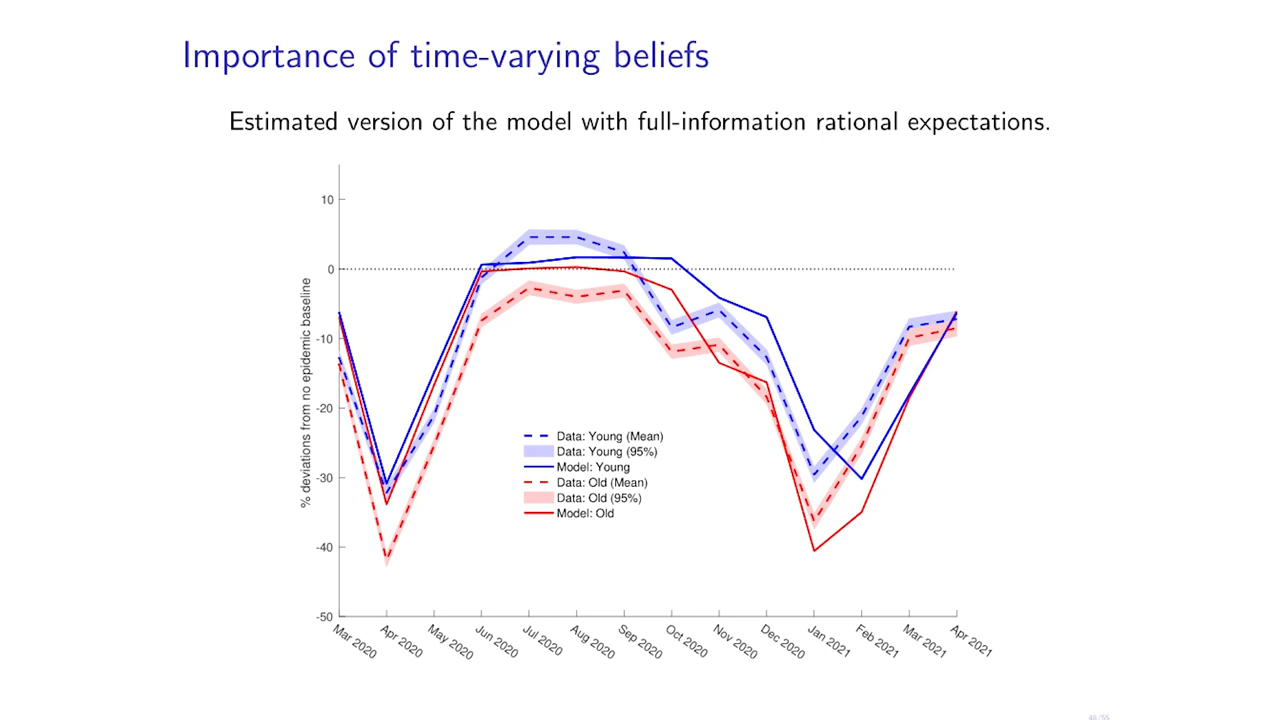 Importance of time-varying beliefs
Estimated version of the model with full-information rational expectations.
% deviations from no epidemic baseline
10
0
-10
-20
-30
-40
-50
Data: Young (Mean)
Data: Young (95%)
Model: Young
Data: Old (Mean)
Data: Old (95%)
Model: Old
Mar 2020
Apr 2020
May 2020
Jun 2020
Jul 2020
Aug 2020
Sep 2020
Oct 2020
Nov 2020
Dec 2020
Jan 2021
Feb 2021
Mar 2021
Apr 2021
48/55